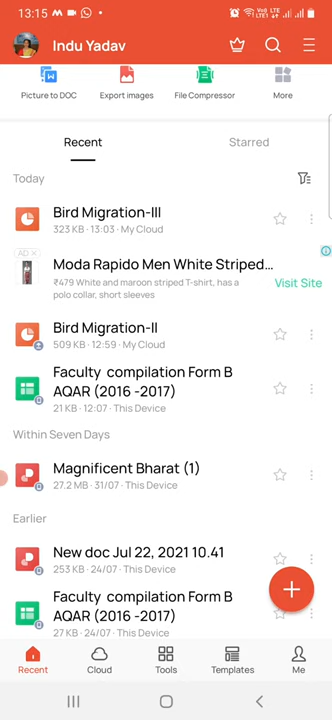 13:15
Vo) LTE
LTE1
Indu Yadav
Picture to DOC
Export images
File Compressor
More
Recent
Starred
Today
Bird Migration-III
323 KB · 13:03 · My Cloud
AD ×
Moda Rapido Men White Striped...
₹479 White and maroon striped T-shirt, has a
polo collar, short sleeves
Visit Site
Bird Migration-II
509 KB · 12:59 · My Cloud
Faculty compilation Form B
AQAR (2016 -2017)
21 KB · 12:07 · This Device
Within Seven Days
Magnificent Bharat (1)
27.2 MB · 31/07 · This Device
Earlier
New doc Jul 22, 2021 10.41
253 KB · 24/07 · This Device
Faculty compilation Form B
AQAR (2016 -2017)
27 KB · 24/07 · This Device
Recent
Cloud
Tools
Templates
Me